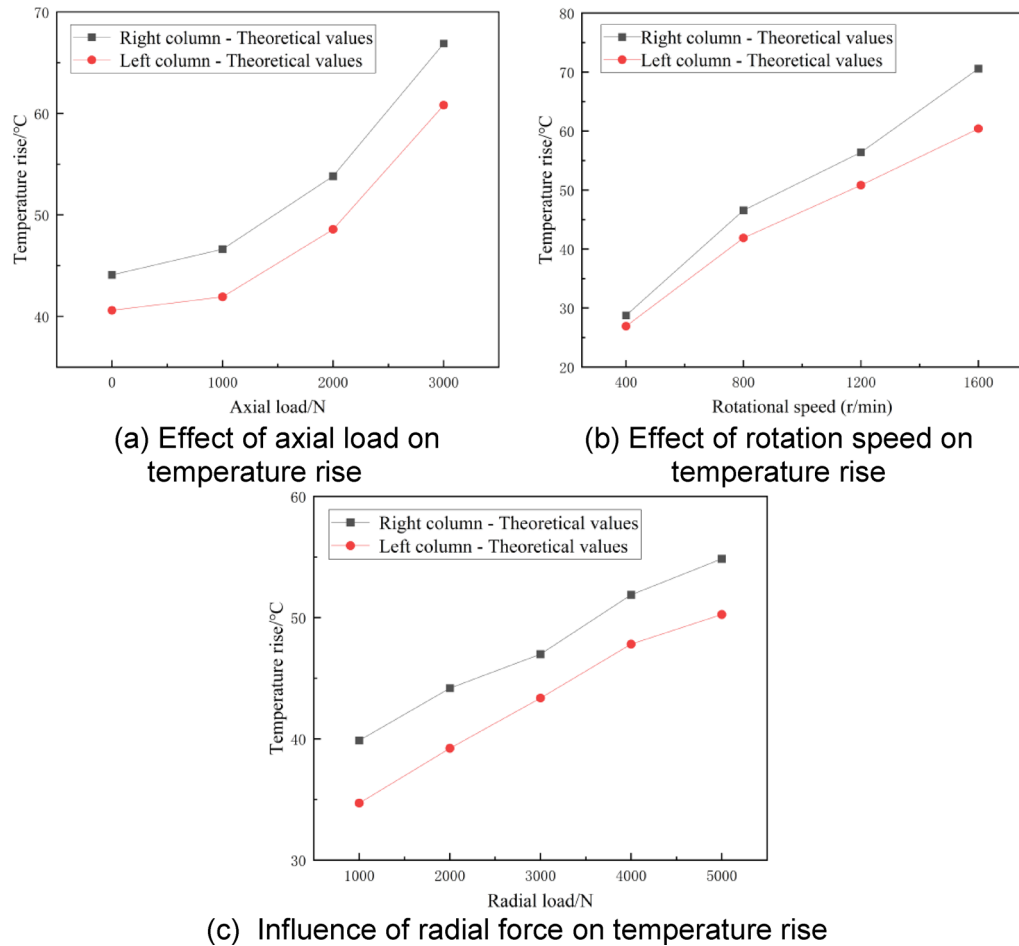 70
60
50
40
Temperature rise/℃
Right column - Theoretical values
Left column - Theoretical values
0 1000 2000 3000
Axial load/N
(a) Effect of axial load on
temperature rise
80
70
60
50
40
30
20
Temperature rise/℃
Right column - Theoretical values
Left column - Theoretical values
400 800 1200 1600
Rotational speed (r/min)
(b) Effect of rotation speed on
temperature rise
60
50
40
30
Temperature rise/℃
Right column - Theoretical values
Left column - Theoretical values
1000 2000 3000 4000 5000
Radial load/N
(c) Influence of radial force on temperature rise